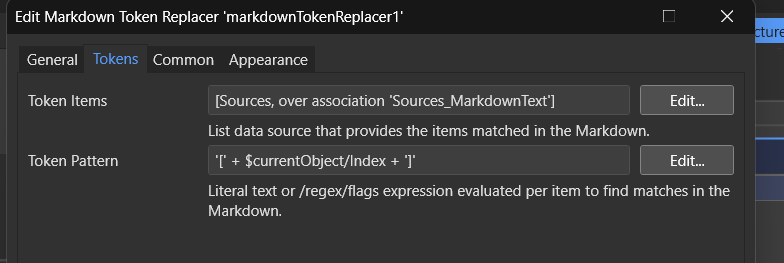 Edit Markdown Token Replacer 'markdownTokenReplacer1'
cture
General Tokens Common Appearance
Token Items [Sources, over association 'Sources_MarkdownText'] Edit...
List data source that provides the items matched in the Markdown.
Token Pattern '[' + $currentObject/Index + ']' Edit...
Literal text or /regex/flags expression evaluated per item to find matches in the
Markdown.